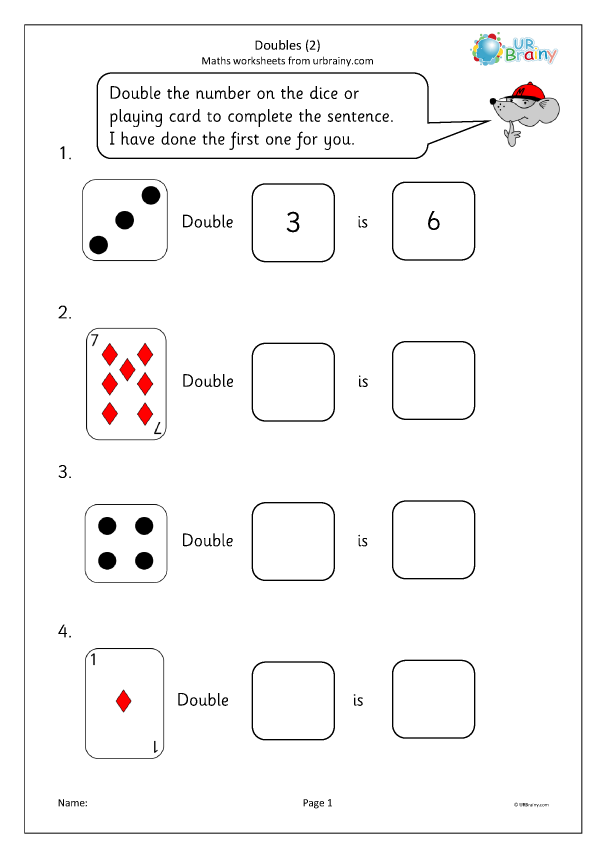 Doubles (2)
Maths worksheets from urbrainy.com
UR
Brainy
Double the number on the dice or
playing card to complete the sentence.
I have done the first one for you.
1.
Double 3 is 6
2.
7
Double is
7
3.
Double is
4.
1
Double is
1
Name: Page 1 © URBrainy.com